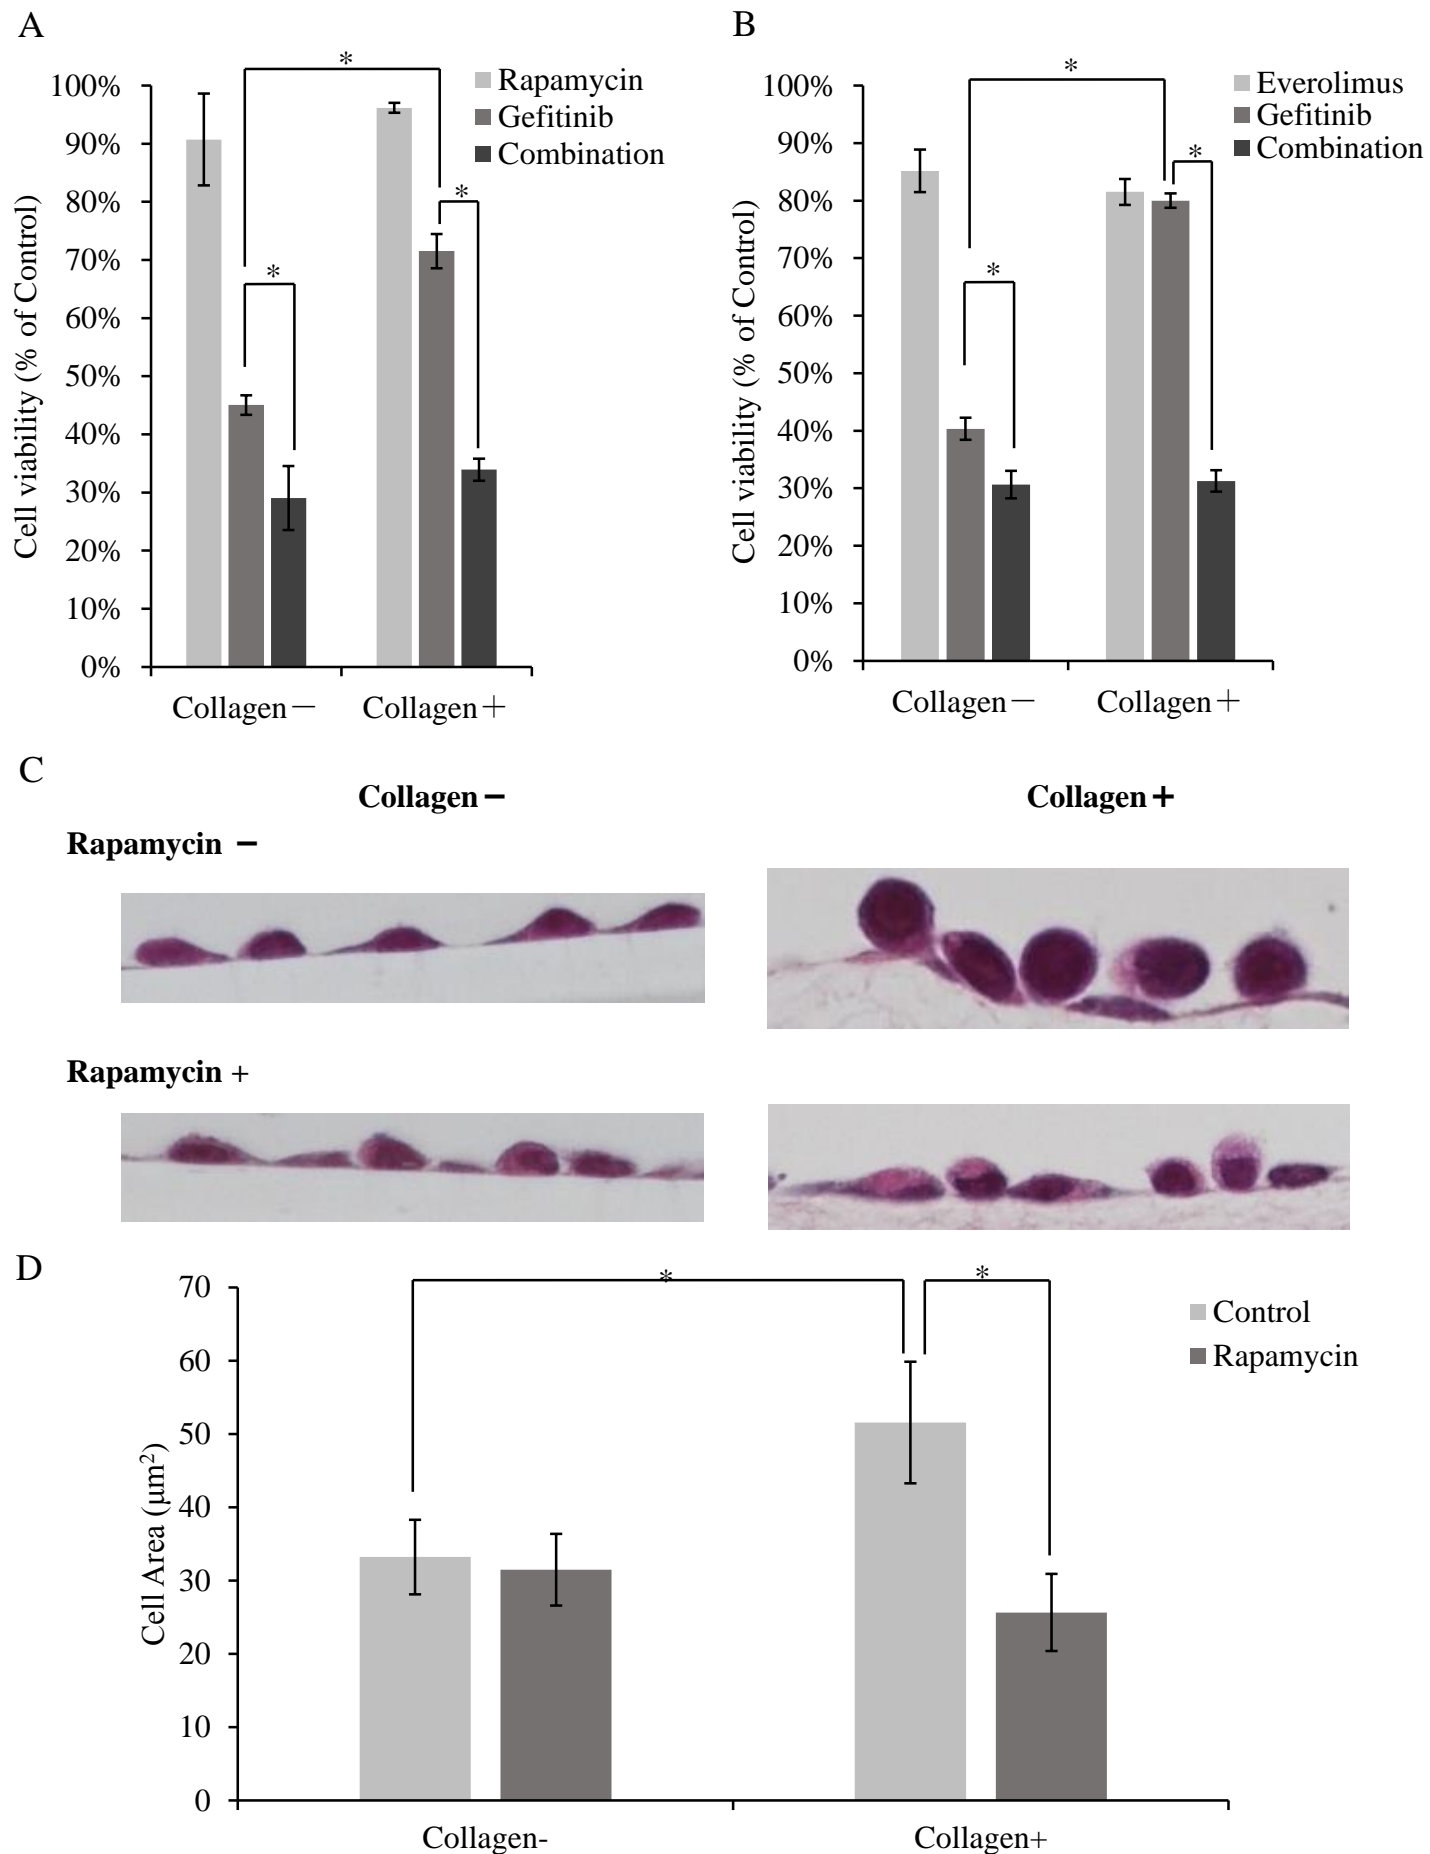 A
*
Rapamycin
Gefitinib
Combination
100%
90%
80%
70%
60%
50%
40%
30%
20%
10%
0%
Cell viability (% of Control)
*
*
Collagen－
Collagen＋
B
*
Everolimus
Gefitinib
Combination
100%
90%
80%
70%
60%
50%
40%
30%
20%
10%
0%
Cell viability (% of Control)
*
*
Collagen－
Collagen＋
C
Collagen－
Collagen＋
Rapamycin －
Rapamycin +
D
*
*
Control
Rapamycin
70
60
50
40
30
20
10
0
Cell Area (μm²)
Collagen-
Collagen+